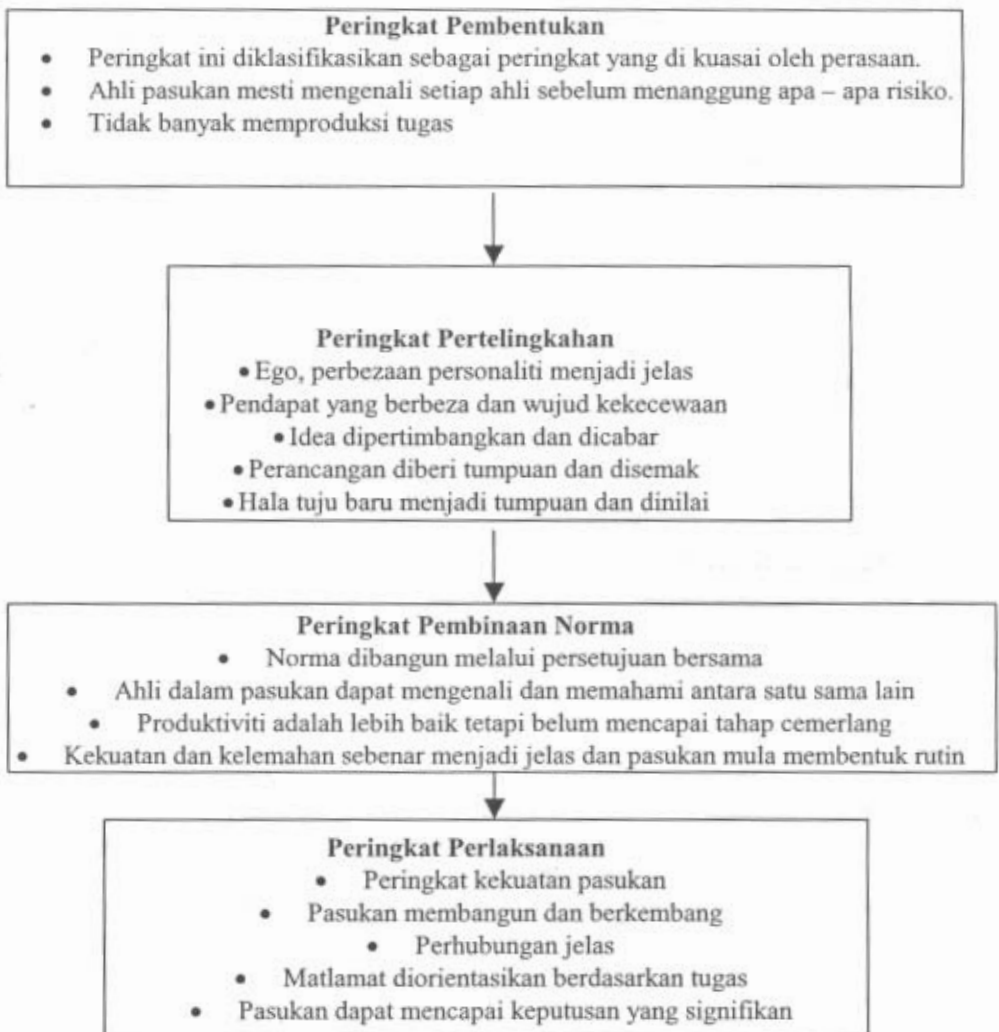 Peringkat Pembentukan
• Peringkat ini diklasifikasikan sebagai peringkat yang di kuasai oleh perasaan.
• Ahli pasukan mesti mengenali setiap ahli sebelum menanggung apa – apa risiko.
• Tidak banyak memproduksi tugas
Peringkat Pertelingkahan
• Ego, perbezaan personaliti menjadi jelas
• Pendapat yang berbeza dan wujud kekecewaan
• Idea dipertimbangkan dan dicabar
• Perancangan diberi tumpuan dan disemak
• Hala tuju baru menjadi tumpuan dan dinilai
Peringkat Pembinaan Norma
• Norma dibangun melalui persetujuan bersama
• Ahli dalam pasukan dapat mengenali dan memahami antara satu sama lain
• Produktiviti adalah lebih baik tetapi belum mencapai tahap cemerlang
• Kekuatan dan kelemahan sebenar menjadi jelas dan pasukan mula membentuk rutin
Peringkat Perlaksanaan
• Peringkat kekuatan pasukan
• Pasukan membangun dan berkembang
• Perhubungan jelas
• Matlamat diorientasikan berdasarkan tugas
• Pasukan dapat mencapai keputusan yang signifikan